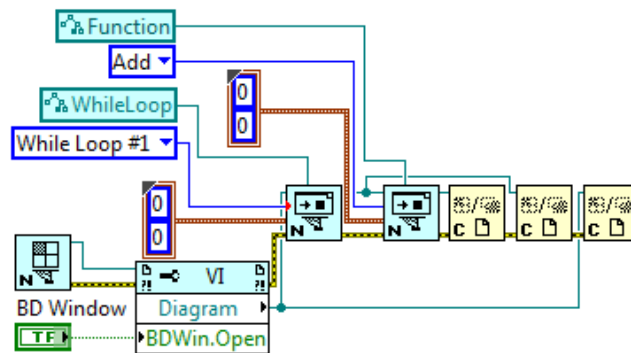 Function
Add
WhileLoop
While Loop #1
0
0
0
0
N
N
C
C
C
N
VI
?!
?!
BD Window
Diagram
TF
BDWin.Open